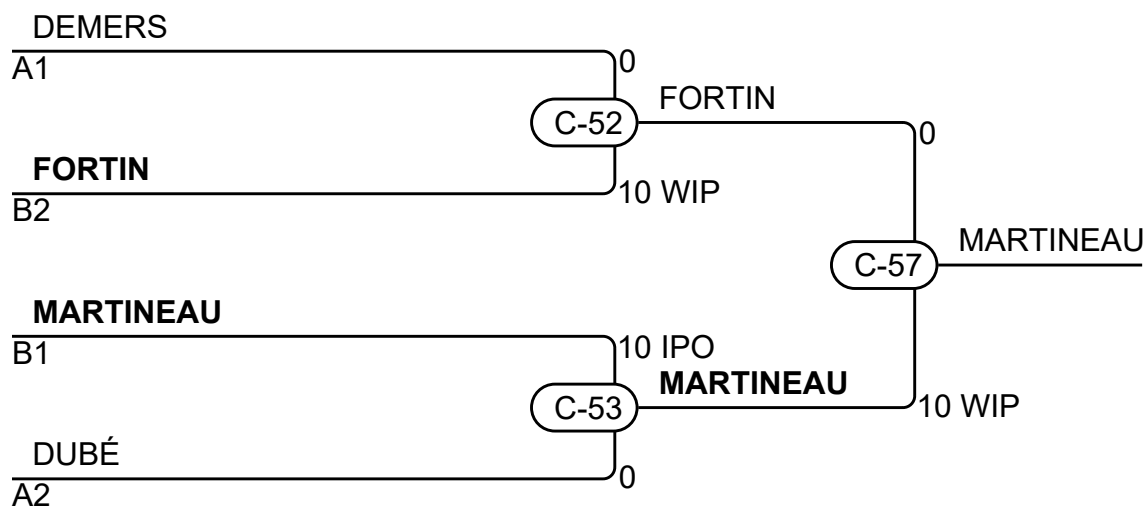 DEMERS
A1
0
C-52
FORTIN
0
FORTIN
10 WIP
B2
C-57
MARTINEAU
MARTINEAU
B1
10 IPO
MARTINEAU
C-53
10 WIP
DUBÉ
0
A2